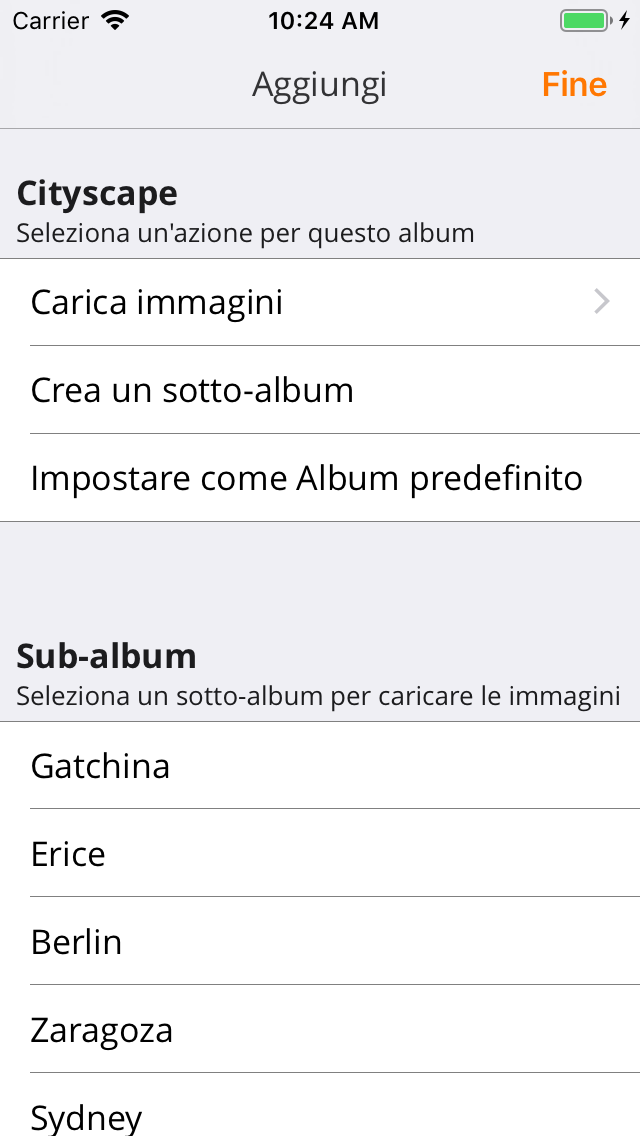 Carrier 10:24 AM
Aggiungi Fine
Cityscape
Seleziona un'azione per questo album
Carica immagini
Crea un sotto-album
Impostare come Album predefinito
Sub-album
Seleziona un sotto-album per caricare le immagini
Gatchina
Erice
Berlin
Zaragoza
Sydney